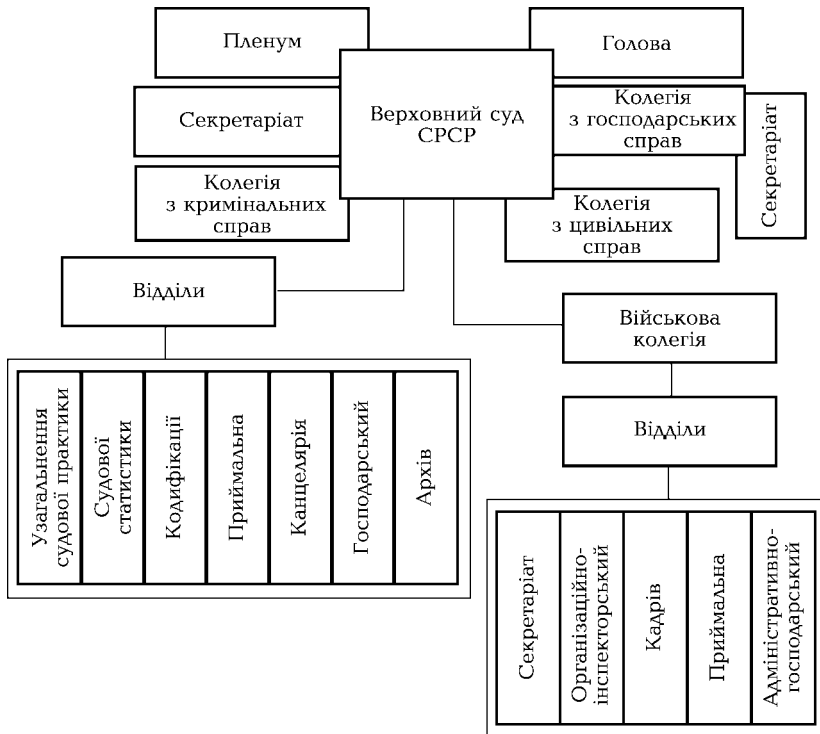 Пленум
Голова
Верховний суд
СРСР
Секретаріат
Колегія
з господарських
справ
Секретаріат
Колегія
з кримінальних
справ
Колегія
з цивільних
справ
Відділи
Військова
колегія
Узагальнення
судової практики
Судової
статистики
Кодифікації
Приймальна
Канцелярія
Господарський
Архів
Відділи
Секретаріат
Організаційно-
інспекторський
Кадрів
Приймальна
Адміністративно-
господарський